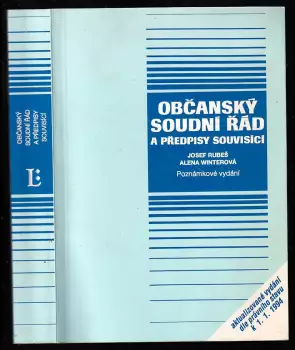 OBČANSKÝ
SOUDNÍ ŘÁD
A PŘEDPISY
SOUVISÍCÍ
L:
OBČANSKÝ
SOUDNÍ ŘÁD
A PŘEDPISY SOUVISÍCÍ
JOSEF RUBEŠ
ALENA WINTEROVÁ
Poznámkové vydání
aktualizované vydání
dle právního stavu
k 1. 1. 1994